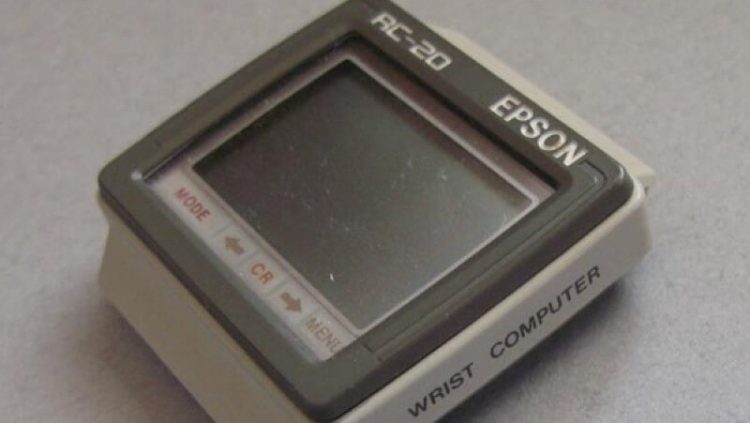 RC-20
EPSON
MODE
←
CR
→
MENU
WRIST COMPUTER